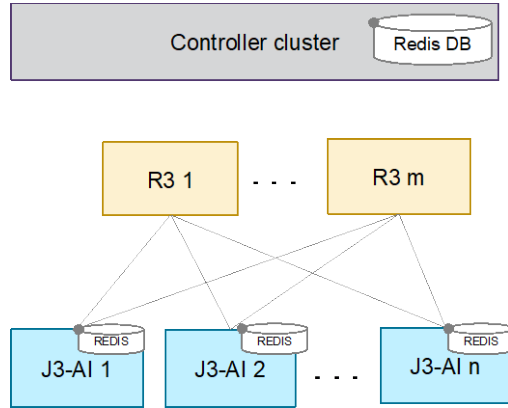 Controller cluster
Redis DB
R3 1
- - -
R3 m
REDIS
REDIS
REDIS
J3-AI 1
J3-AI 2
- - -
J3-AI n